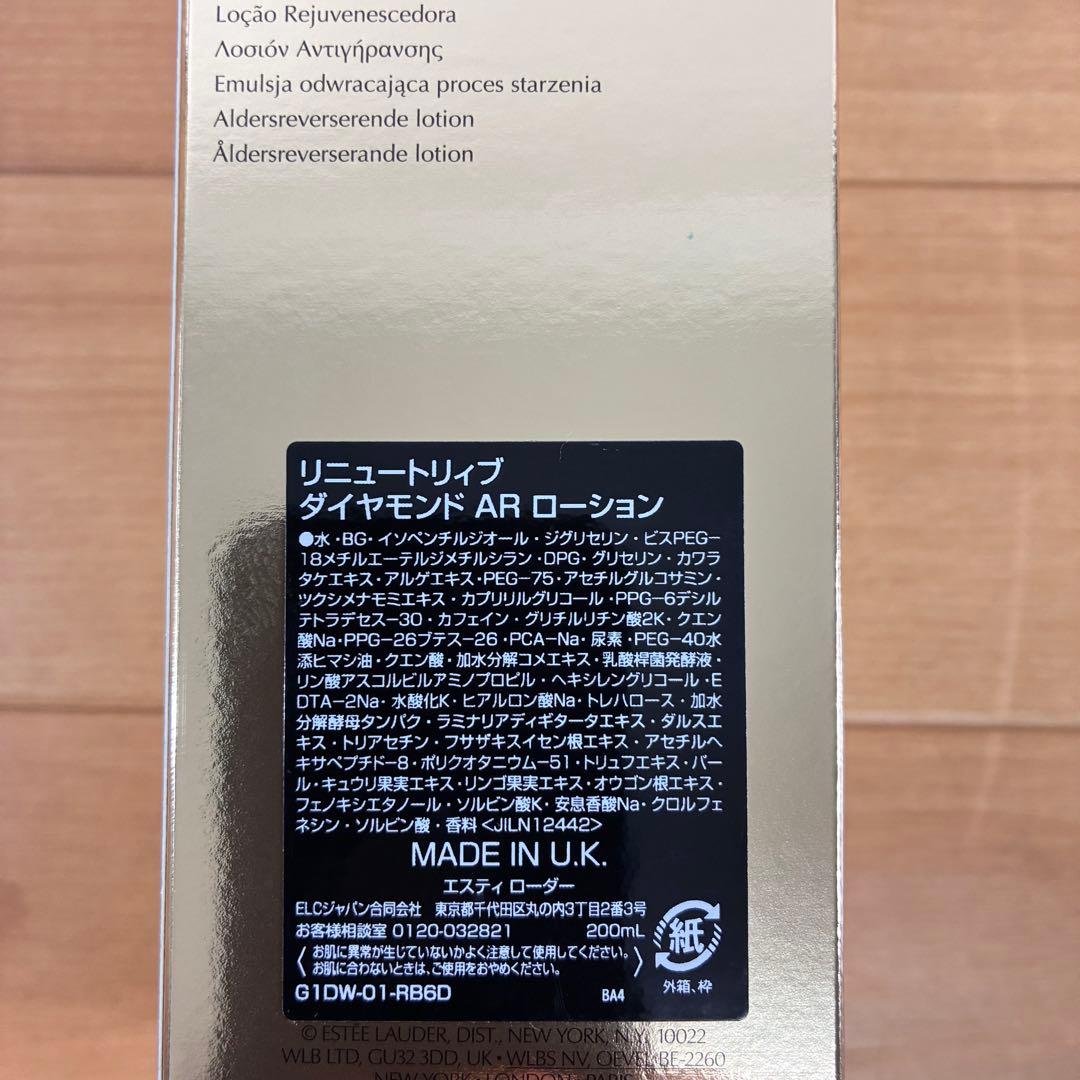 Loção Rejuvenescedora
Λοσιόν Αντιγήρανσης
Emulsja odwracająca proces starzenia
Aldersreverserende lotion
Åldersreverserande lotion
リニュートリィブ
ダイヤモンド AR ローション
●水・BG・イソペンチルジオール・ジグリセリン・ビスPEG-
18メチルエーテルジメチルシラン・DPG・グリセリン・カワラ
タケエキス・アルゲエキス・PEG-75・アセチルグルコサミン・
ツクシメナモミエキス・カプリリルグリコール・PPG-6デシル
テトラデセス-30・カフェイン・グリチルリチン酸2K・クエン
酸Na・PPG-26ブテス-26・PCA-Na・尿素・PEG-40水
添ヒマシ油・クエン酸・加水分解コメエキス・乳酸桿菌発酵液・
リン酸アスコルビルアミノプロピル・ヘキシレングリコール・E
DTA-2Na・水酸化K・ヒアルロン酸Na・トレハロース・加水
分解酵母タンパク・ラミナリアディギタータエキス・ダルスエ
キス・トリアセチン・フサザキスイセン根エキス・アセチルヘ
キサペプチド-8・ポリクオタニウム-51・トリュフエキス・パー
ル・キュウリ果実エキス・リンゴ果実エキス・オウゴン根エキス・
フェノキシエタノール・ソルビン酸K・安息香酸Na・クロルフェ
ネシン・ソルビン酸・香料<JILN12442>
MADE IN U.K.
エスティ ローダー
ELCジャパン合同会社 東京都千代田区丸の内3丁目2番3号
お客様相談室 0120-032821 200mL
〈お肌に異常が生じていないかよく注意して使用してください。
お肌に合わないときは、ご使用をおやめください。〉
紙
外箱、枠
G1DW-01-RB6D BA4
© ESTĒE LAUDER, DIST., NEW YORK, N.Y. 10022
WLB LTD, GU32 3DD, UK • WLBS NV, OEVEL BE-2260
NEW YORK • LONDON • PARIS